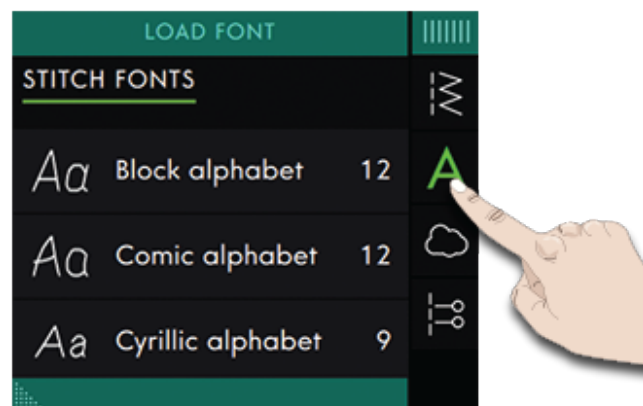 LOAD FONT
STITCH FONTS
Aa Block alphabet 12
Aa Comic alphabet 12
Aa Cyrillic alphabet 9
A